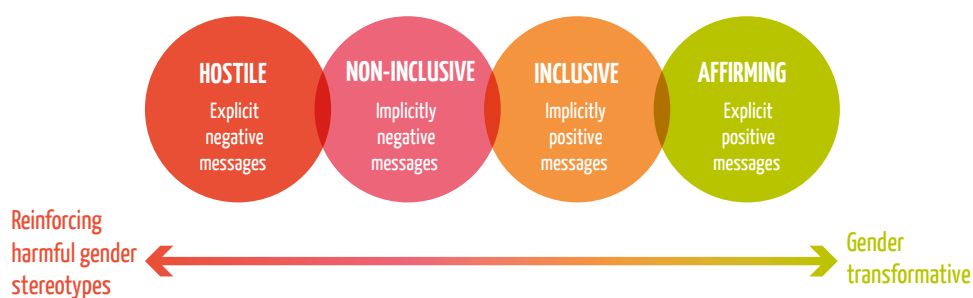 HOSTILE
Explicit
negative
messages
NON-INCLUSIVE
Implicitly
negative
messages
INCLUSIVE
Implicitly
positive
messages
AFFIRMING
Explicit
positive
messages
Reinforcing
harmful gender
stereotypes
Gender
transformative